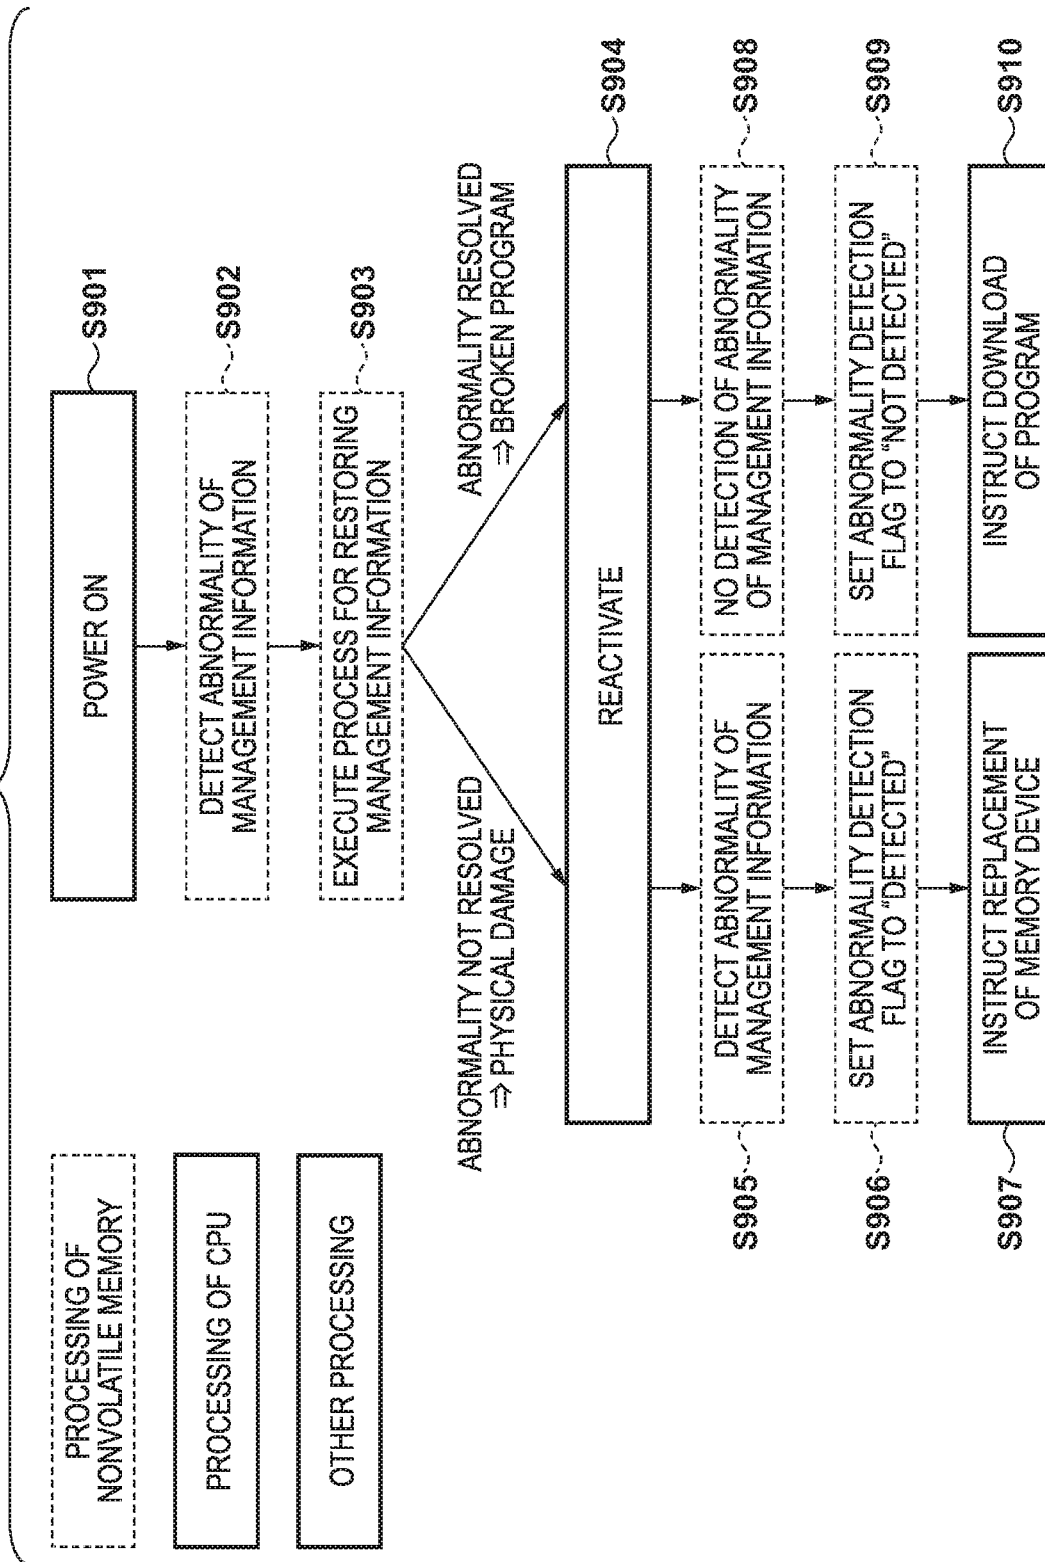 PROCESSING OF
NONVOLATILE MEMORY
PROCESSING OF CPU
OTHER PROCESSING
POWER ON
S901
DETECT ABNORMALITY OF
MANAGEMENT INFORMATION
S902
EXECUTE PROCESS FOR RESTORING
MANAGEMENT INFORMATION
S903
ABNORMALITY NOT RESOLVED
⇒ PHYSICAL DAMAGE
ABNORMALITY RESOLVED
⇒ BROKEN PROGRAM
REACTIVATE
S904
S905
DETECT ABNORMALITY OF
MANAGEMENT INFORMATION
NO DETECTION OF ABNORMALITY
OF MANAGEMENT INFORMATION
S908
S906
SET ABNORMALITY DETECTION
FLAG TO “DETECTED”
SET ABNORMALITY DETECTION
FLAG TO “NOT DETECTED”
S909
S907
INSTRUCT REPLACEMENT
OF MEMORY DEVICE
INSTRUCT DOWNLOAD
OF PROGRAM
S910